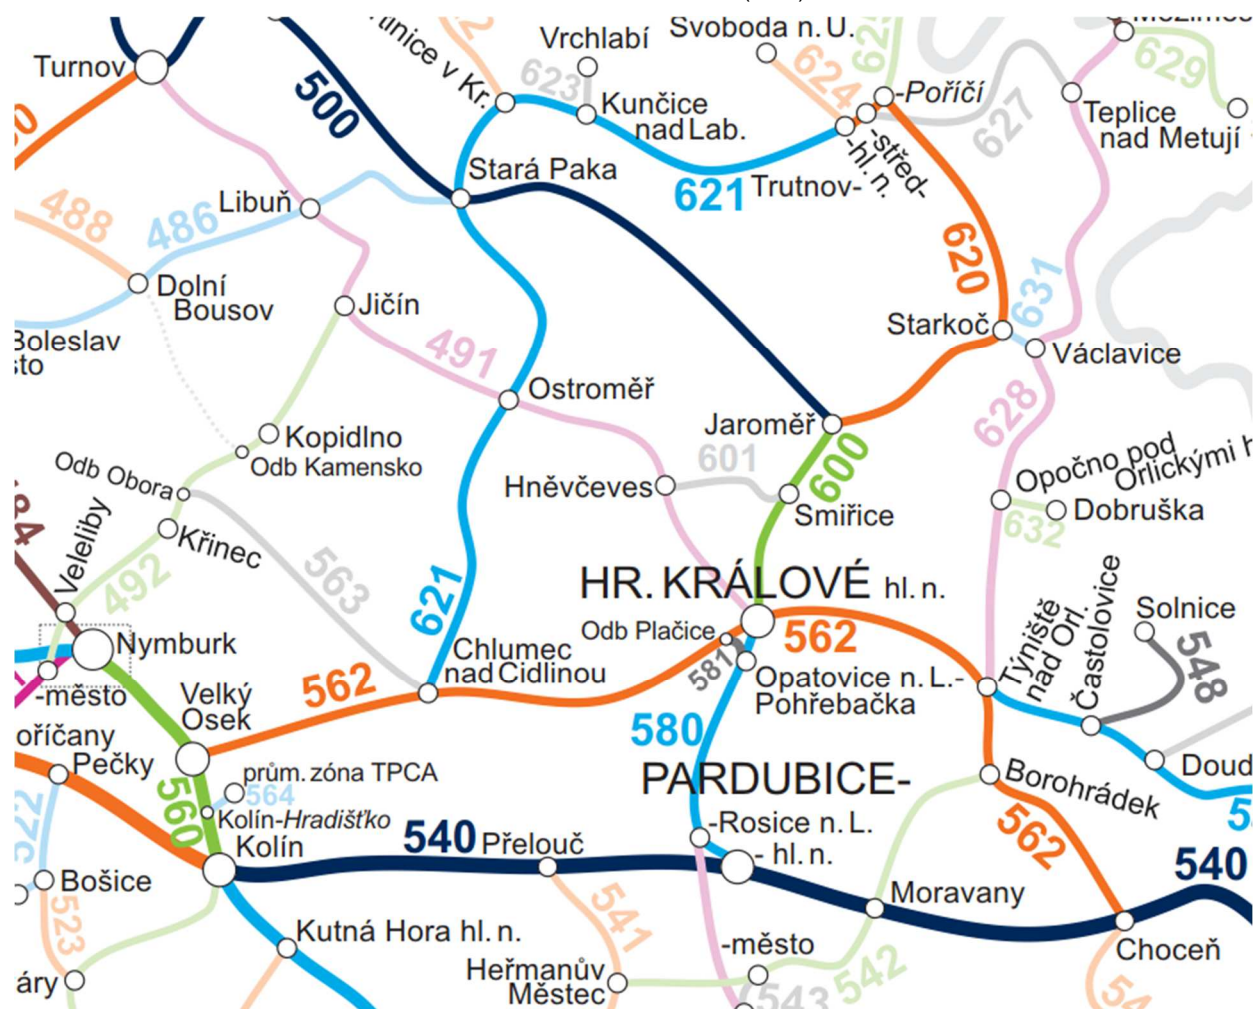 Turnov
500
Vrchlabí
623
Kunčice
nad Lab.
Svoboda n. U.
624
-Poříčí
-střed-
-hl. n.
Trutnov-
621
627
629
Teplice
nad Metují
Stará Paka
Libuň
488
486
Dolní
Bousov
Jičín
491
620
631
Starkoč
Václavice
Boleslav
Ostroměř
628
Jaroměř
600
601
Kopidlno
Odb Kamensko
Odb Obora
Hněvčeves
Smiřice
Opočno pod
Orlickými
Dobruška
632
Veleliby
Křinec
492
563
621
HR. KRÁLOVÉ hl. n.
Odb Plačice
562
581
Nymburk
-město
Chlumec
nad Cidlinou
562
Opatovice n. L.-
Pohřebačka
580
Týniště
nad Orl.
Častolovice
Solnice
548
Velký
Osek
Pečky
prům. zóna TPCA
564
Kolín-Hradišťko
560
Kolín
PARDUBICE-
-Rosice n. L.
- hl. n.
Borohrádek
562
540
Přelouč
540
522
Bošice
523
Moravany
Choceň
Kutná Hora hl. n.
541
-město
Heřmanův
Městec
542
543